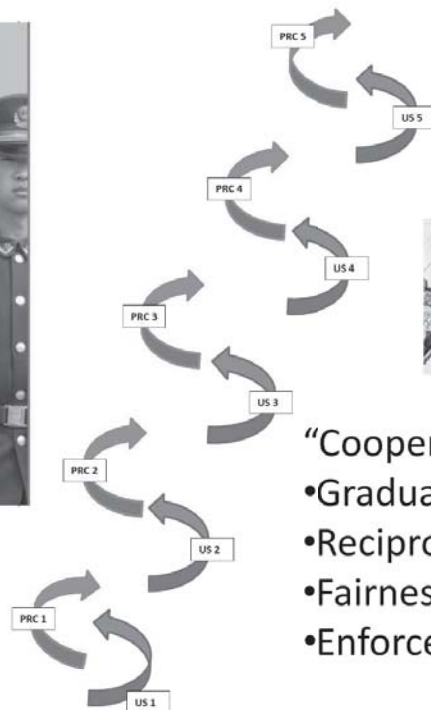 PRC 5
US 5
PRC 4
US 4
PRC 3
US 3
PRC 2
US 2
PRC 1
US 1
“Cooper
•Gradua
•Recipro
•Fairnes
•Enforce